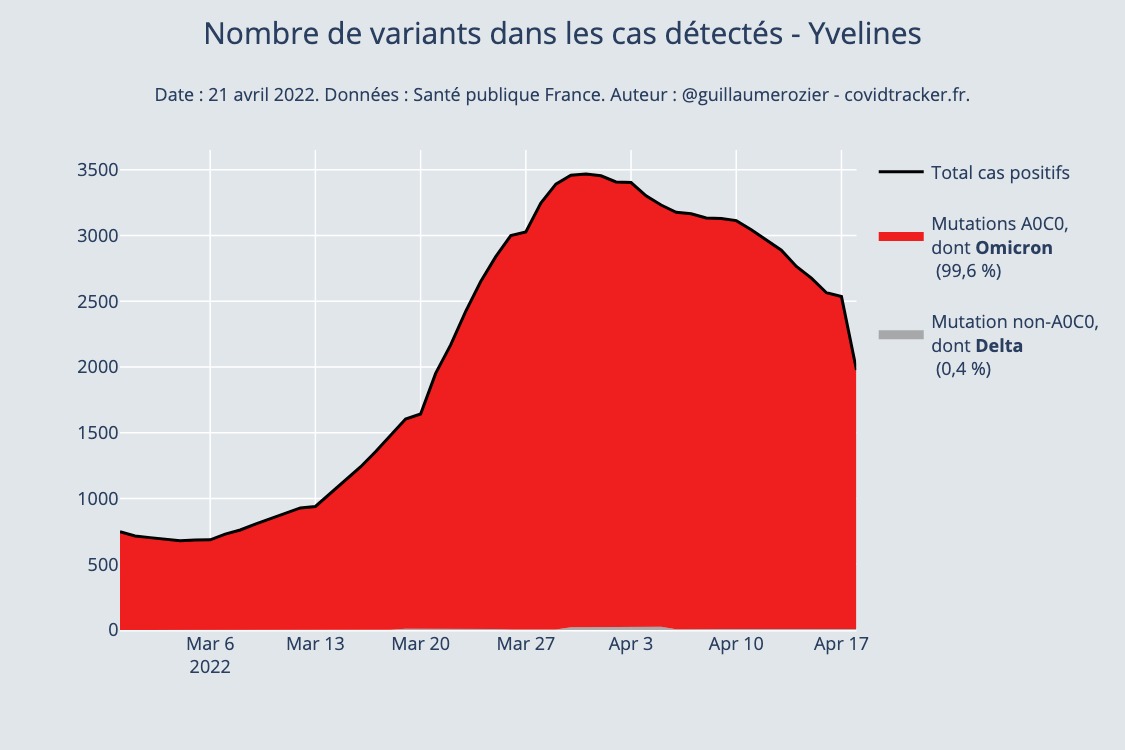 Nombre de variants dans les cas détectés - Yvelines
Date : 21 avril 2022. Données : Santé publique France. Auteur : @guillaumerozier - covidtracker.fr.
3500
3000
2500
2000
1500
1000
500
0
Mar 6
2022
Mar 13
Mar 20
Mar 27
Apr 3
Apr 10
Apr 17
Total cas positifs
Mutations A0C0,
dont Omicron
(99,6 %)
Mutation non-A0C0,
dont Delta
(0,4 %)